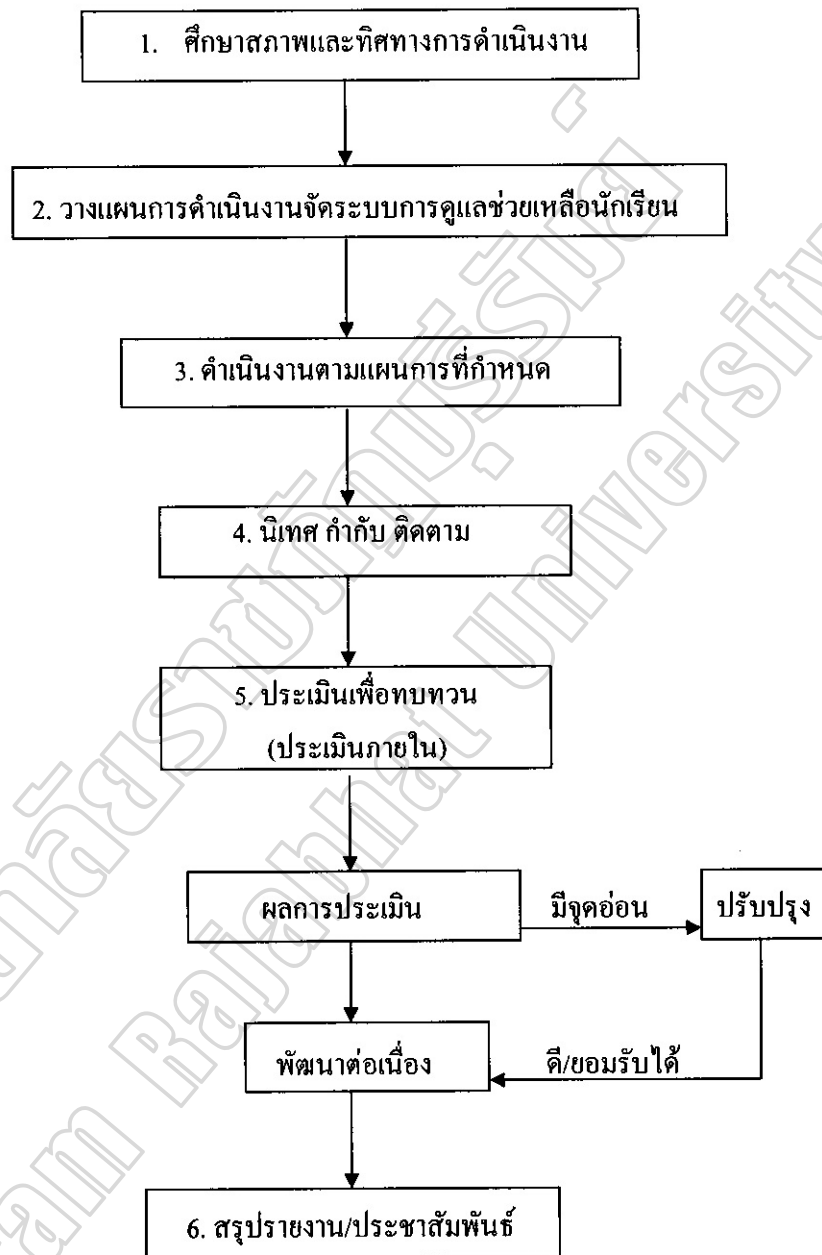 1. ศึกษาสภาพและทิศทางการดำเนินงาน
2. วางแผนการดำเนินงานจัดระบบการดูแลช่วยเหลือนักเรียน
3. ดำเนินงานตามแผนการที่กำหนด
4. นิเทศ กำกับ ติดตาม
5. ประเมินเพื่อทบทวน
(ประเมินภายใน)
ผลการประเมิน
มีจุดอ่อน
ปรับปรุง
พัฒนาต่อเนื่อง
ดี/ยอมรับได้
6. สรุปรายงาน/ประชาสัมพันธ์
Rajabhat University